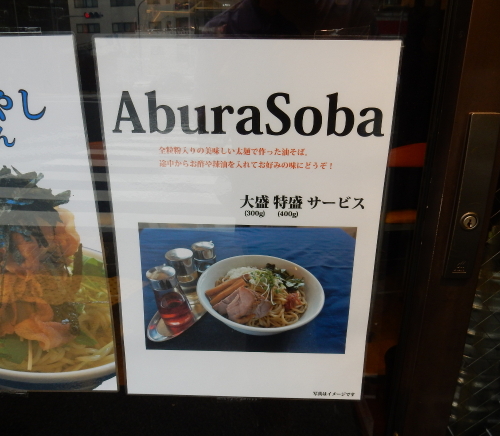 やし
ん
AburaSoba
全粒粉入りの美味しい太麺で作った油そば、
途中からお酢や辣油を入れてお好みの味にどうぞ!
大盛 特盛 サービス
(300g) (400g)
写真はイメージです